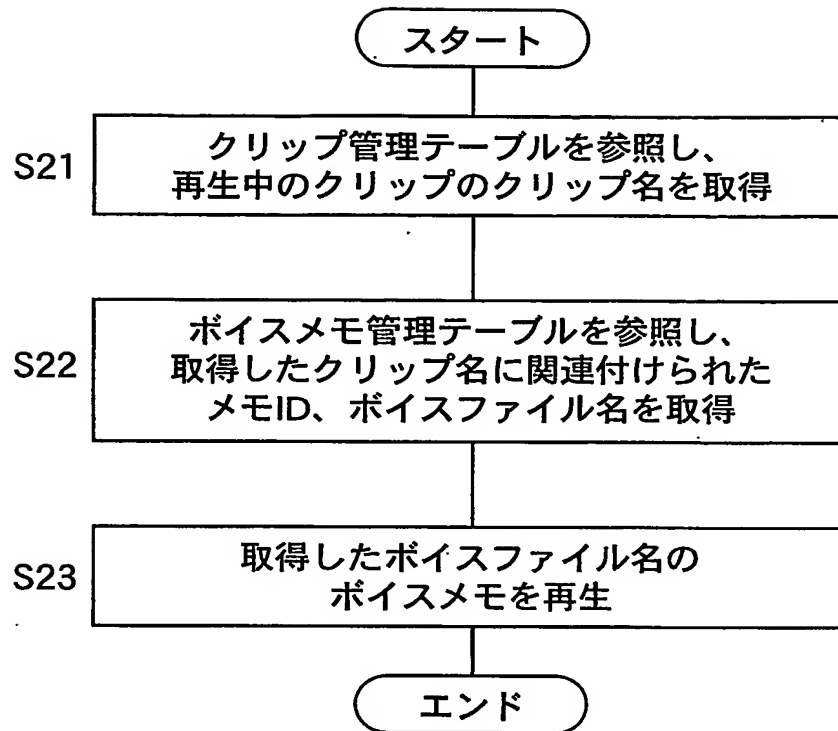 スタート
S21
クリップ管理テーブルを参照し、
再生中のクリップのクリップ名を取得
S22
ボイスメモ管理テーブルを参照し、
取得したクリップ名に関連付けられた
メモID、ボイスファイル名を取得
S23
取得したボイスファイル名の
ボイスメモを再生
エンド